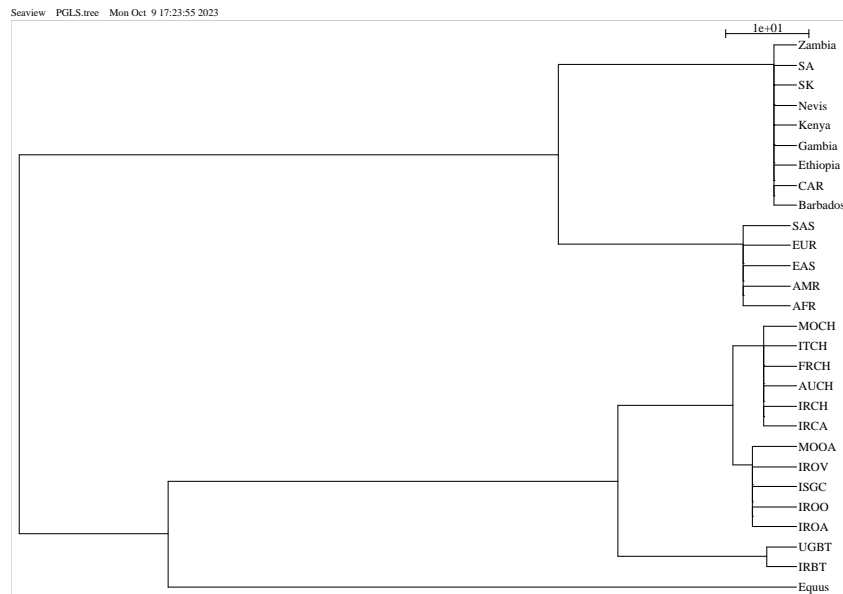 Seaview PGLS.tree Mon Oct 9 17:23:55 2023
1e+01
Zambia
SA
SK
Nevis
Kenya
Gambia
Ethiopia
CAR
Barbados
SAS
EUR
EAS
AMR
AFR
MOCH
ITCH
FRCH
AUCH
IRCH
IRCA
MOOA
IROV
ISGC
IROO
IROA
UGBT
IRBT
Equus